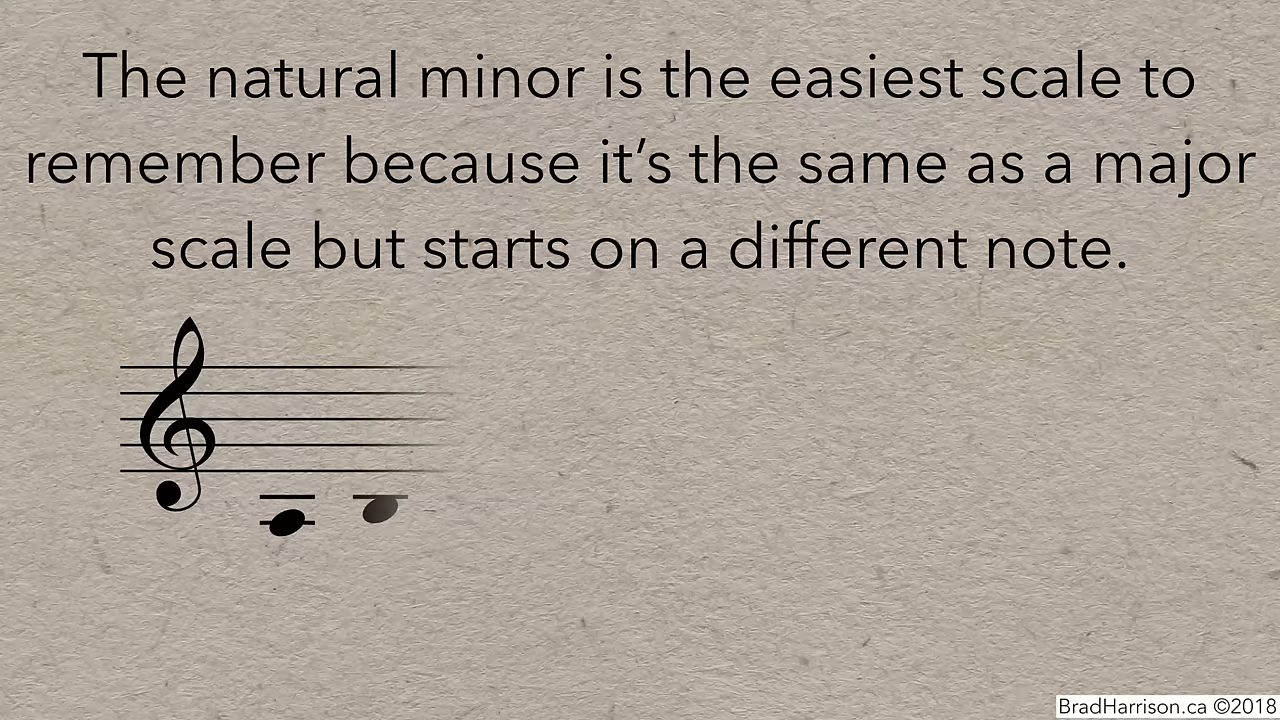 The natural minor is the easiest scale to
remember because it’s the same as a major
scale but starts on a different note.
BradHarrison.ca ©2018